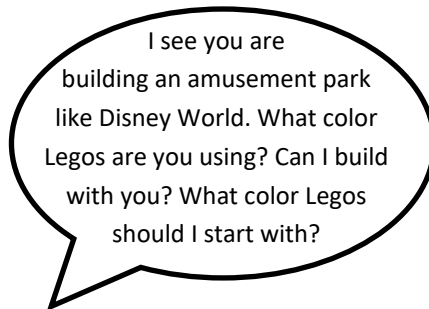 I see you are
building an amusement park
like Disney World. What color
Legos are you using? Can I build
with you? What color Legos
should I start with?